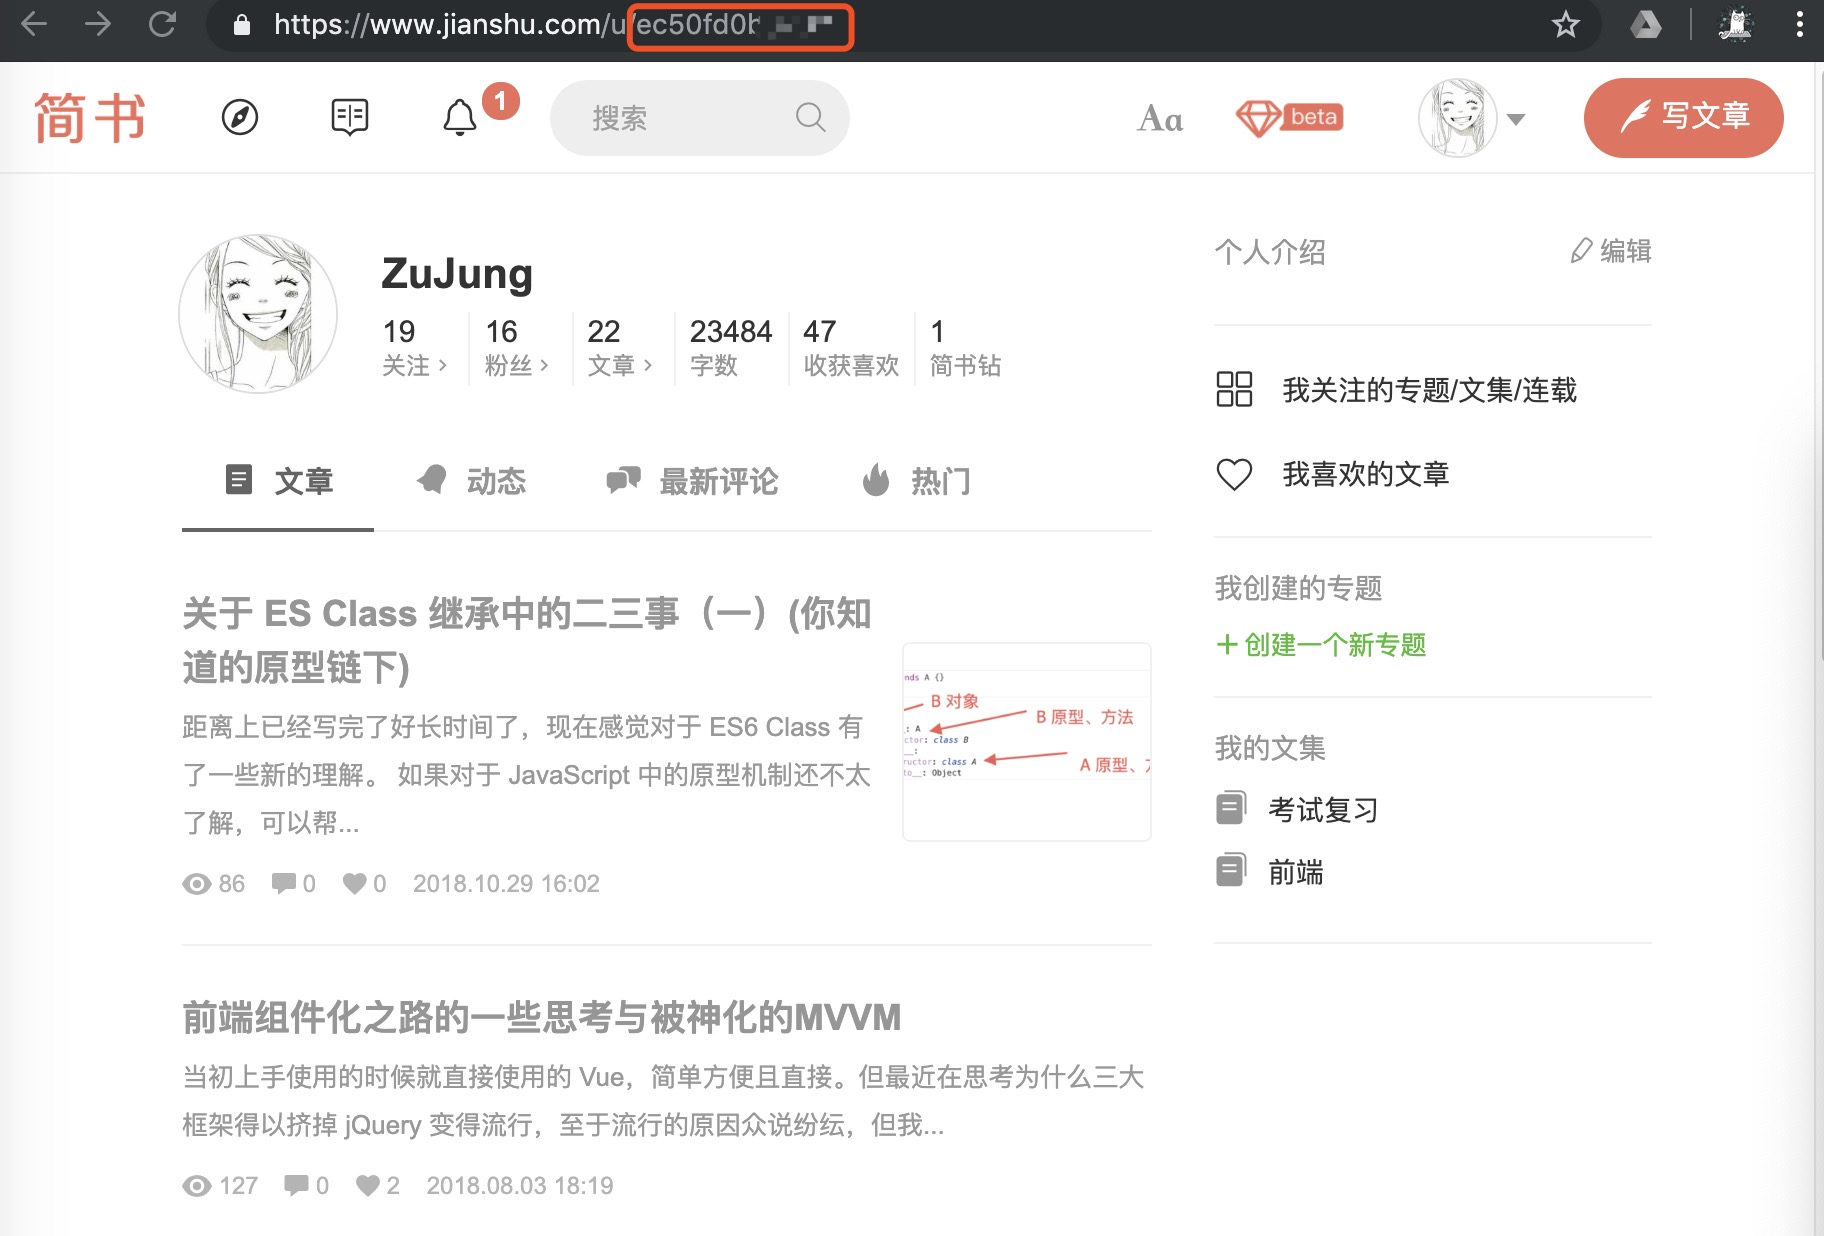 https://www.jianshu.com/u/ec50fd0b
简书
1
搜索
Aa
beta
写文章
ZuJung
19 16 22 23484 47 1
关注 粉丝 文章 字数 收获喜欢 简书钻
文章 动态 最新评论 热门
关于 ES Class 继承中的二三事（一）(你知
道的原型链下)
距离上已经写完了好长时间了，现在感觉对于 ES6 Class 有
了一些新的理解。 如果对于 JavaScript 中的原型机制还不太
了解，可以帮...
nds A {}
B 对象
B 原型、方法
: A
ctor: class B
__:
ructor: class A
A 原型、
to__: Object
86 0 0 2018.10.29 16:02
前端组件化之路的一些思考与被神化的MVVM
当初上手使用的时候就直接使用的 Vue，简单方便且直接。但最近在思考为什么三大
框架得以挤掉 jQuery 变得流行，至于流行的原因众说纷纭，但我...
127 0 2 2018.08.03 18:19
个人介绍 编辑
我关注的专题/文集/连载
我喜欢的文章
我创建的专题
+ 创建一个新专题
我的文集
考试复习
前端